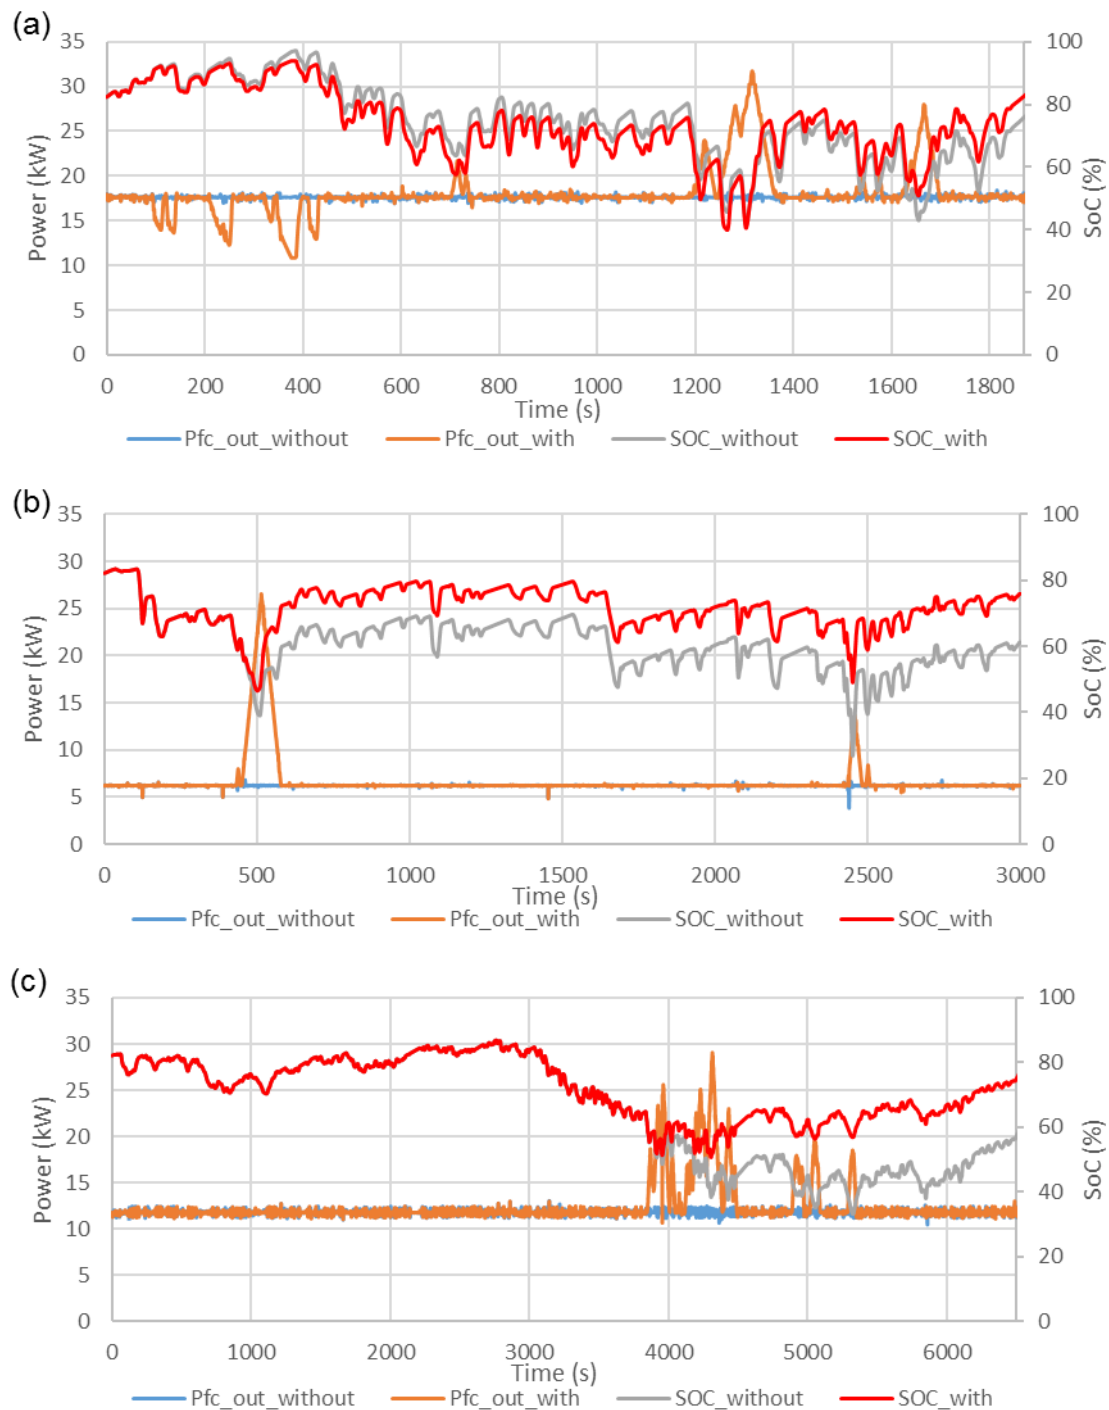 (a)
35 100
30 80
25
20 60
15 40
10
5 20
0 0
Power (kW)
SoC (%)
0 200 400 600 800 1000 1200 1400 1600 1800
Time (s)
Pfc_out_without Pfc_out_with SOC_without SOC_with
(b)
35 100
30 80
25
20 60
15 40
10
5 20
0 0
Power (kW)
SoC (%)
0 500 1000 1500 2000 2500 3000
Time (s)
Pfc_out_without Pfc_out_with SOC_without SOC_with
(c)
35 100
30 80
25
20 60
15 40
10
5 20
0 0
Power (kW)
SoC (%)
0 1000 2000 3000 4000 5000 6000
Time (s)
Pfc_out_without Pfc_out_with SOC_without SOC_with